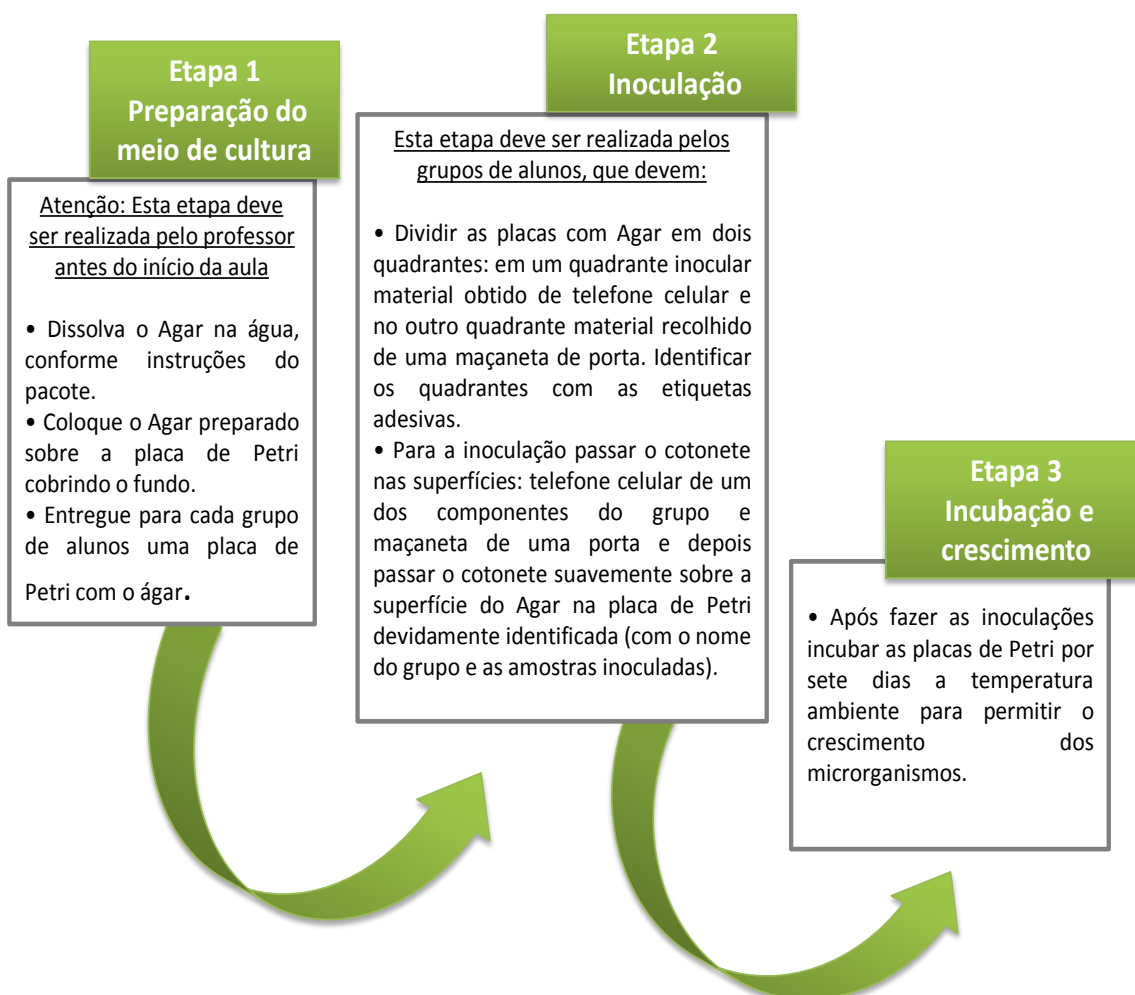 Etapa 1
Preparação do
meio de cultura
Atenção: Esta etapa deve
ser realizada pelo professor
antes do início da aula
• Dissolva o Agar na água,
conforme instruções do
pacote.
• Coloque o Agar preparado
sobre a placa de Petri
cobrindo o fundo.
• Entregue para cada grupo
de alunos uma placa de
Petri com o ágar.
Etapa 2
Inoculação
Esta etapa deve ser realizada pelos
grupos de alunos, que devem:
• Dividir as placas com Agar em dois
quadrantes: em um quadrante inocular
material obtido de telefone celular e
no outro quadrante material recolhido
de uma maçaneta de porta. Identificar
os quadrantes com as etiquetas
adesivas.
• Para a inoculação passar o cotonete
nas superfícies: telefone celular de um
dos componentes do grupo e
maçaneta de uma porta e depois
passar o cotonete suavemente sobre a
superfície do Agar na placa de Petri
devidamente identificada (com o nome
do grupo e as amostras inoculadas).
Etapa 3
Incubação e
crescimento
• Após fazer as inoculações
incubar as placas de Petri por
sete dias a temperatura
ambiente para permitir o
crescimento dos
microrganismos.